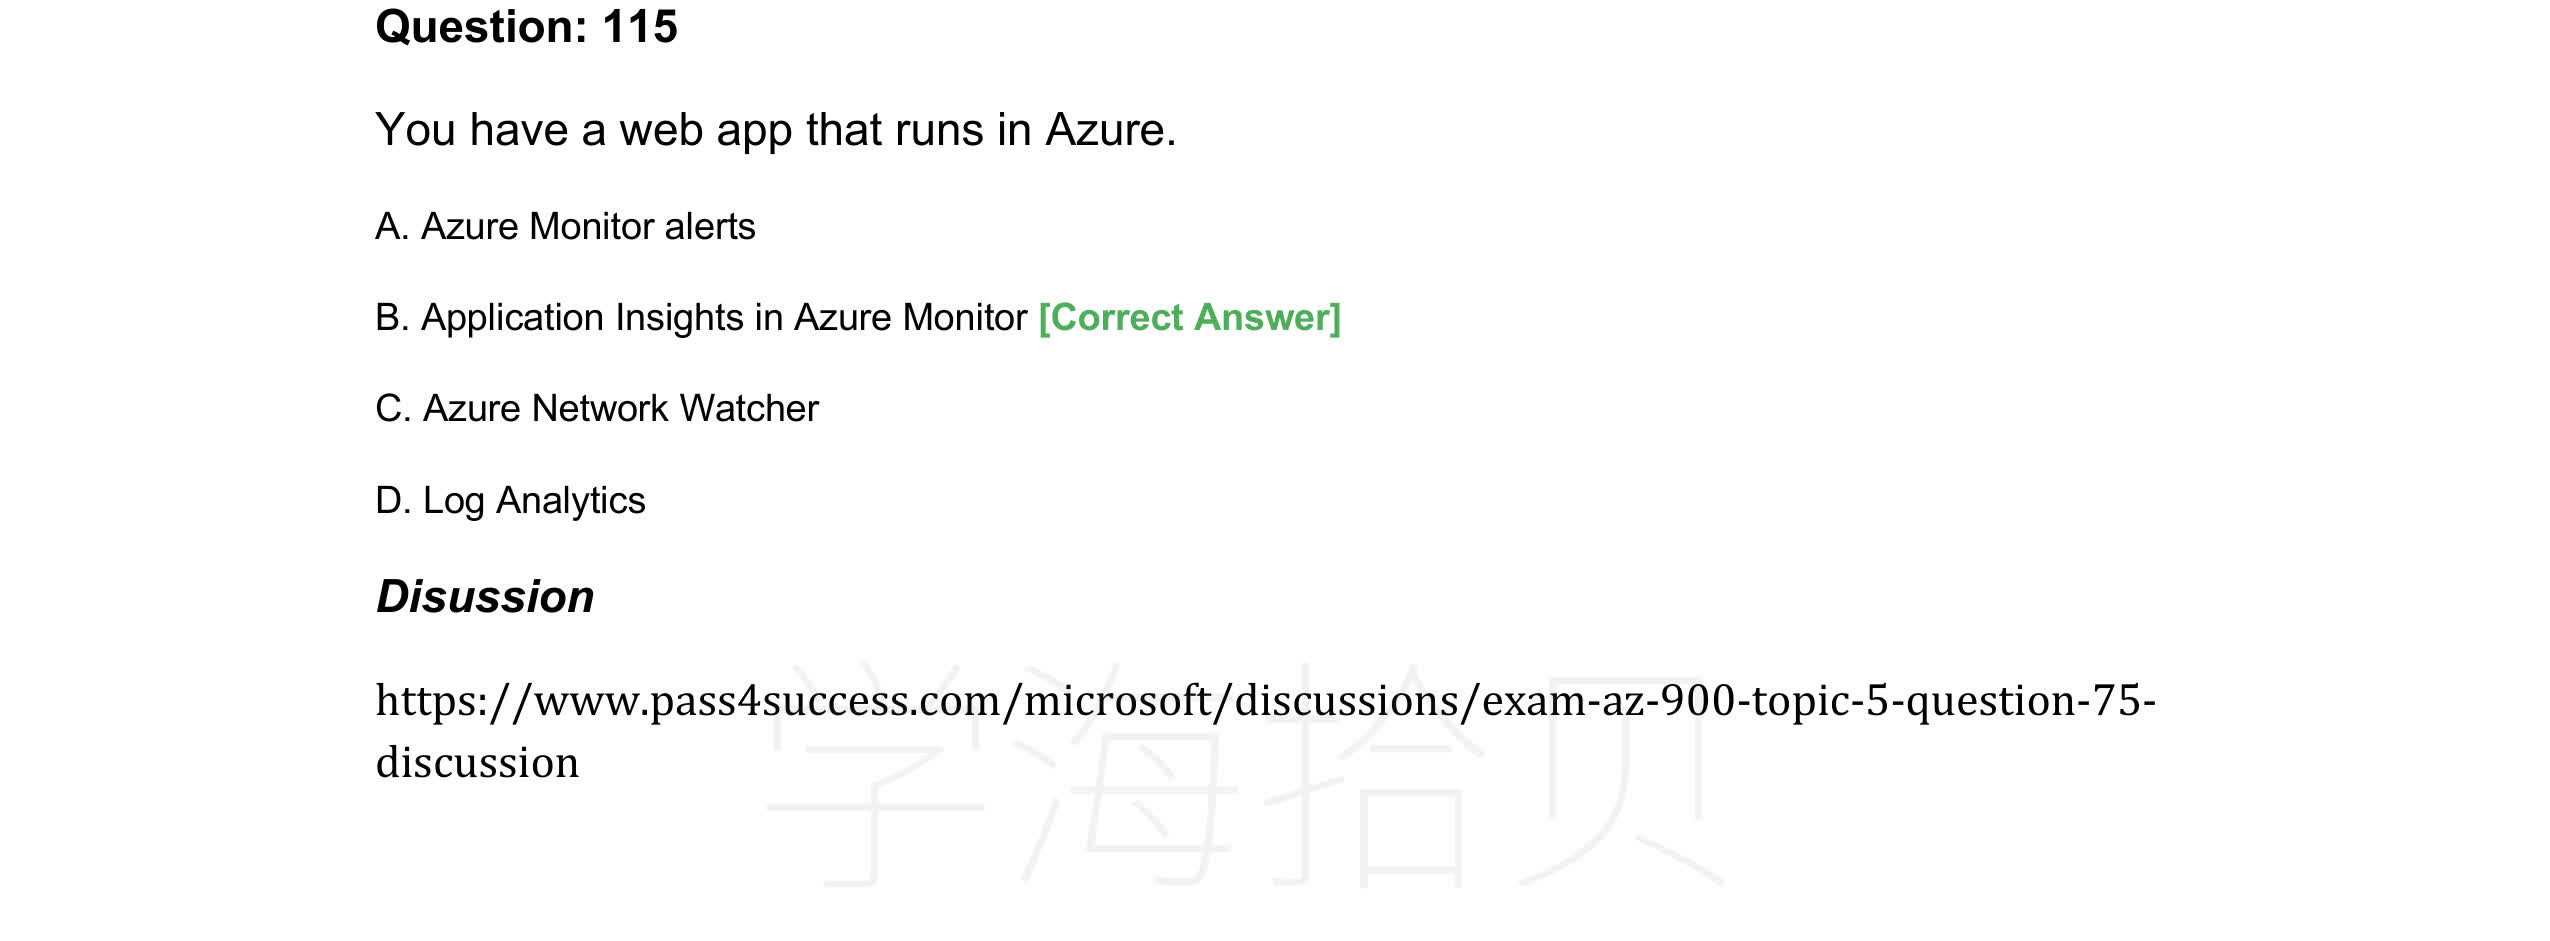 Question: 115
You have a web app that runs in Azure.
A. Azure Monitor alerts
B. Application Insights in Azure Monitor [Correct Answer]
C. Azure Network Watcher
D. Log Analytics
Disussion
https://www.pass4success.com/microsoft/discussions/exam-az-900-topic-5-question-75-
discussion
学海拾贝